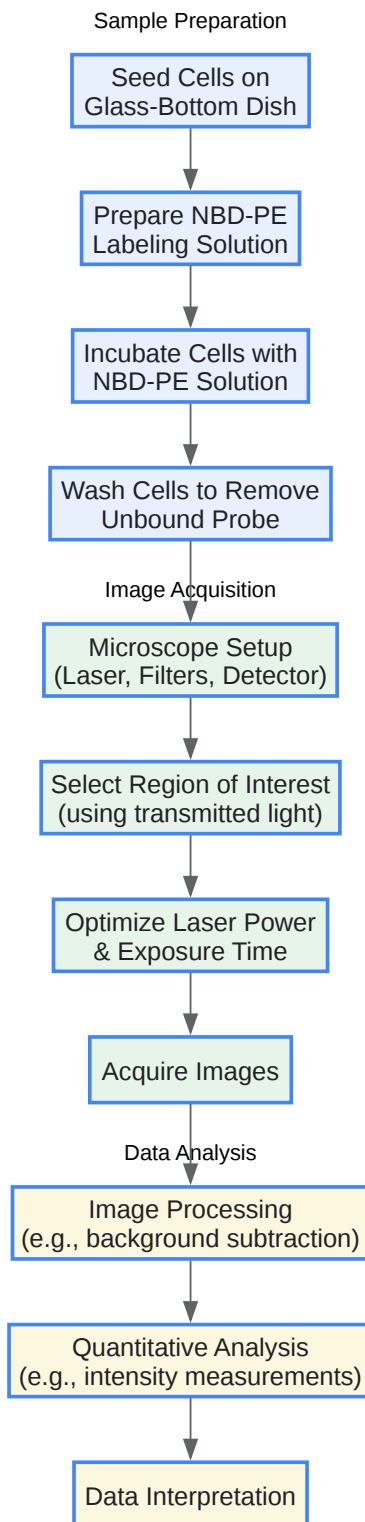 Sample Preparation
Seed Cells on
Glass-Bottom Dish
Prepare NBD-PE
Labeling Solution
Incubate Cells with
NBD-PE Solution
Wash Cells to Remove
Unbound Probe
Image Acquisition
Microscope Setup
(Laser, Filters, Detector)
Select Region of Interest
(using transmitted light)
Optimize Laser Power
& Exposure Time
Acquire Images
Data Analysis
Image Processing
(e.g., background subtraction)
Quantitative Analysis
(e.g., intensity measurements)
Data Interpretation